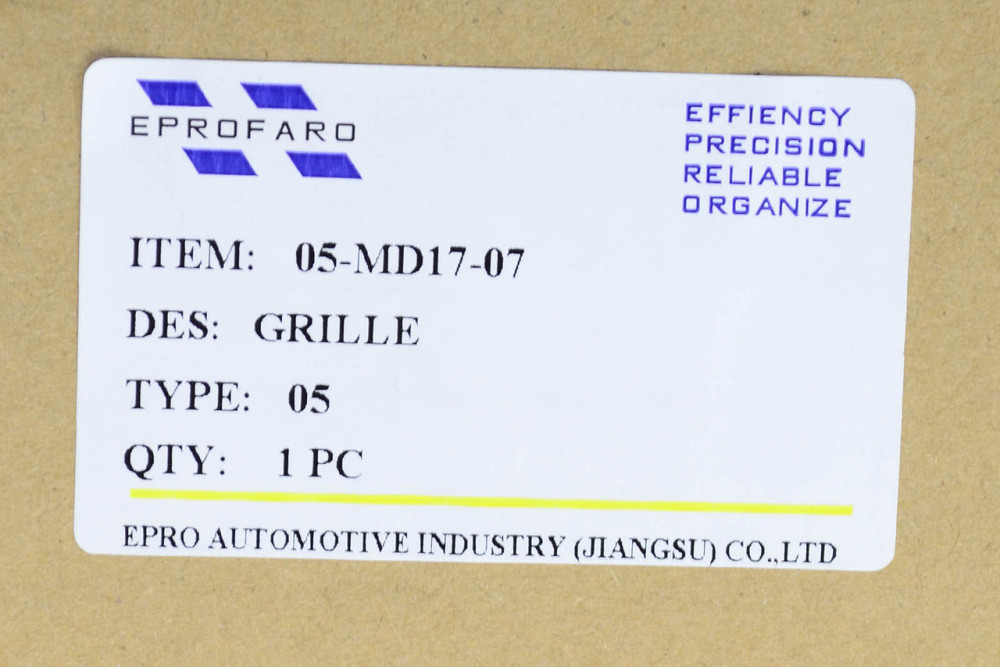 EPROFARO
EFFIENCY
PRECISION
RELIABLE
ORGANIZE
ITEM: 05-MD17-07
DES: GRILLE
TYPE: 05
QTY: 1 PC
EPRO AUTOMOTIVE INDUSTRY (JIANGSU) CO.,LTD